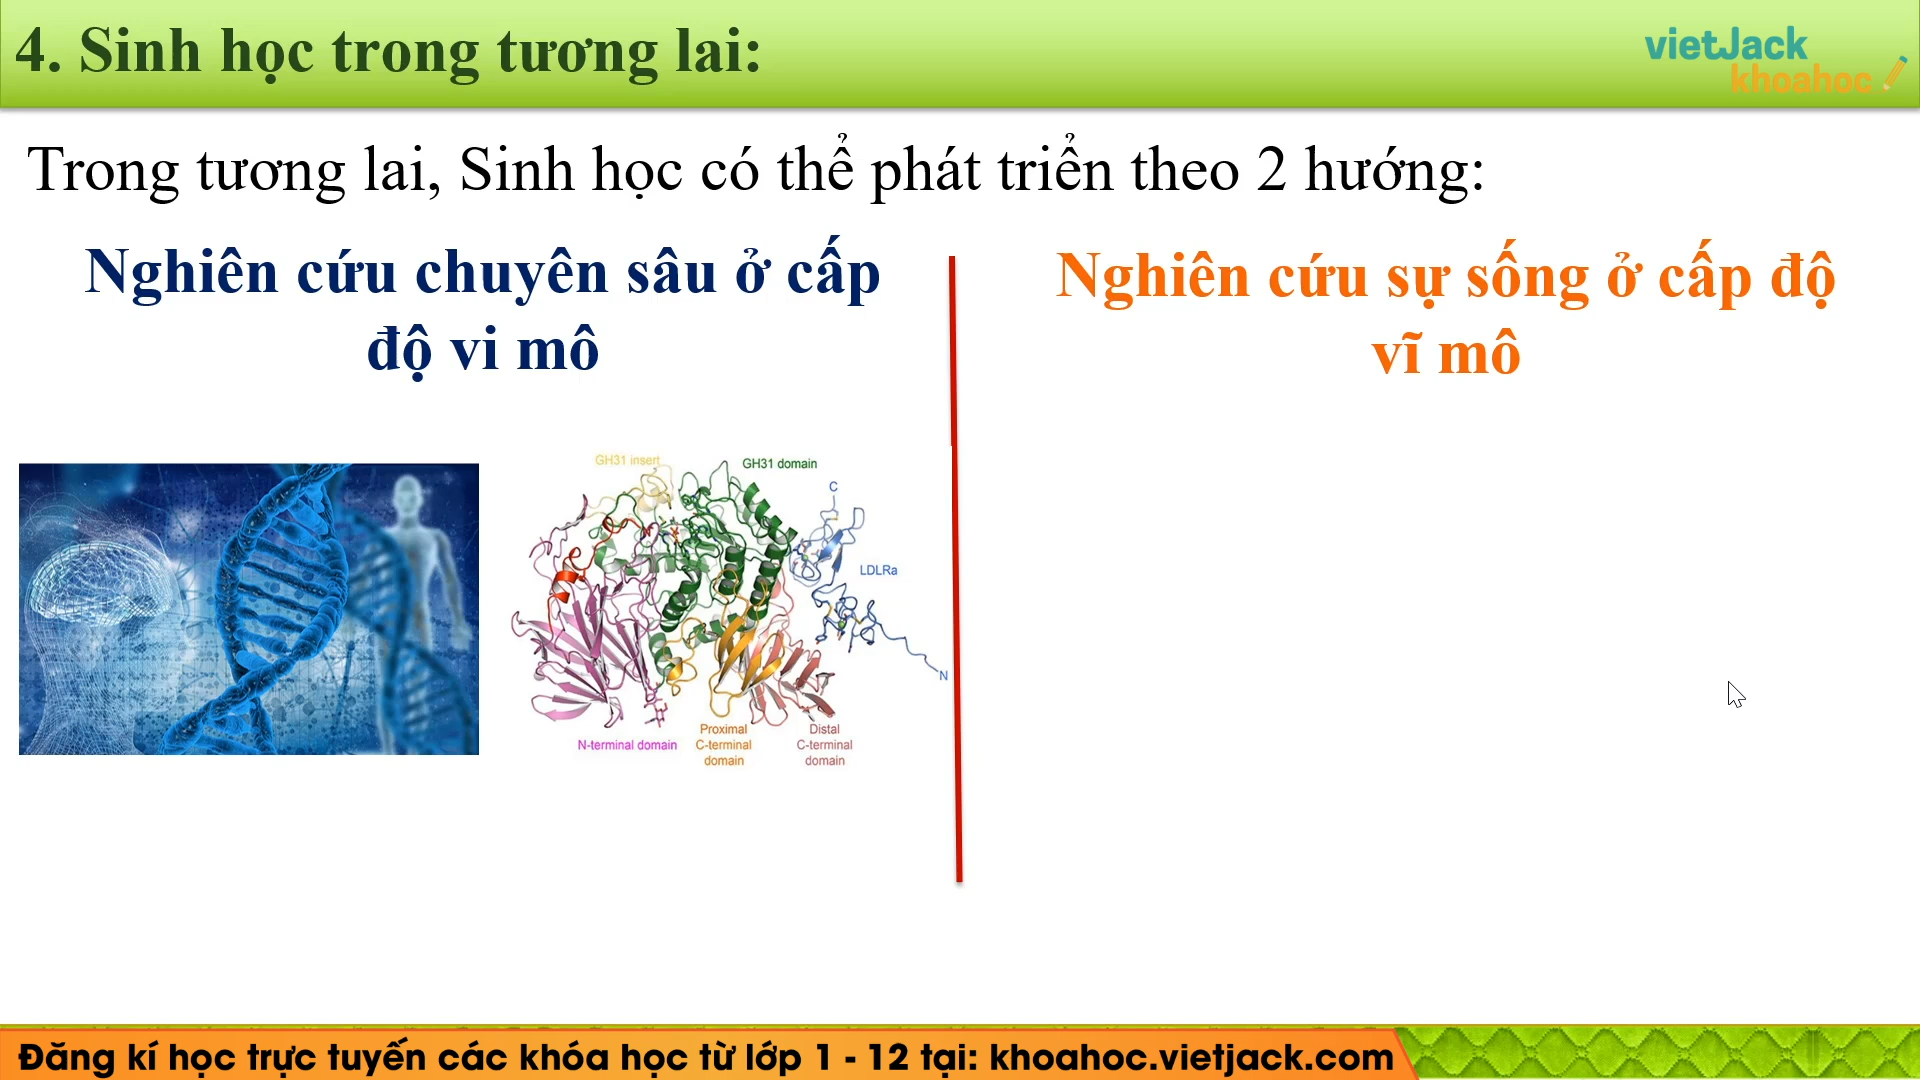 4. Sinh học trong tương lai:
vietJack
khoahoc
Trong tương lai, Sinh học có thể phát triển theo 2 hướng:
Nghiên cứu chuyên sâu ở cấp
độ vi mô
Nghiên cứu sự sống ở cấp độ
vĩ mô
GH31 insert
GH31 domain
C
LDLRa
N
N-terminal domain
Proximal
C-terminal
domain
Distal
C-terminal
domain
Đăng kí học trực tuyến các khóa học từ lớp 1 - 12 tại: khoahoc.vietjack.com